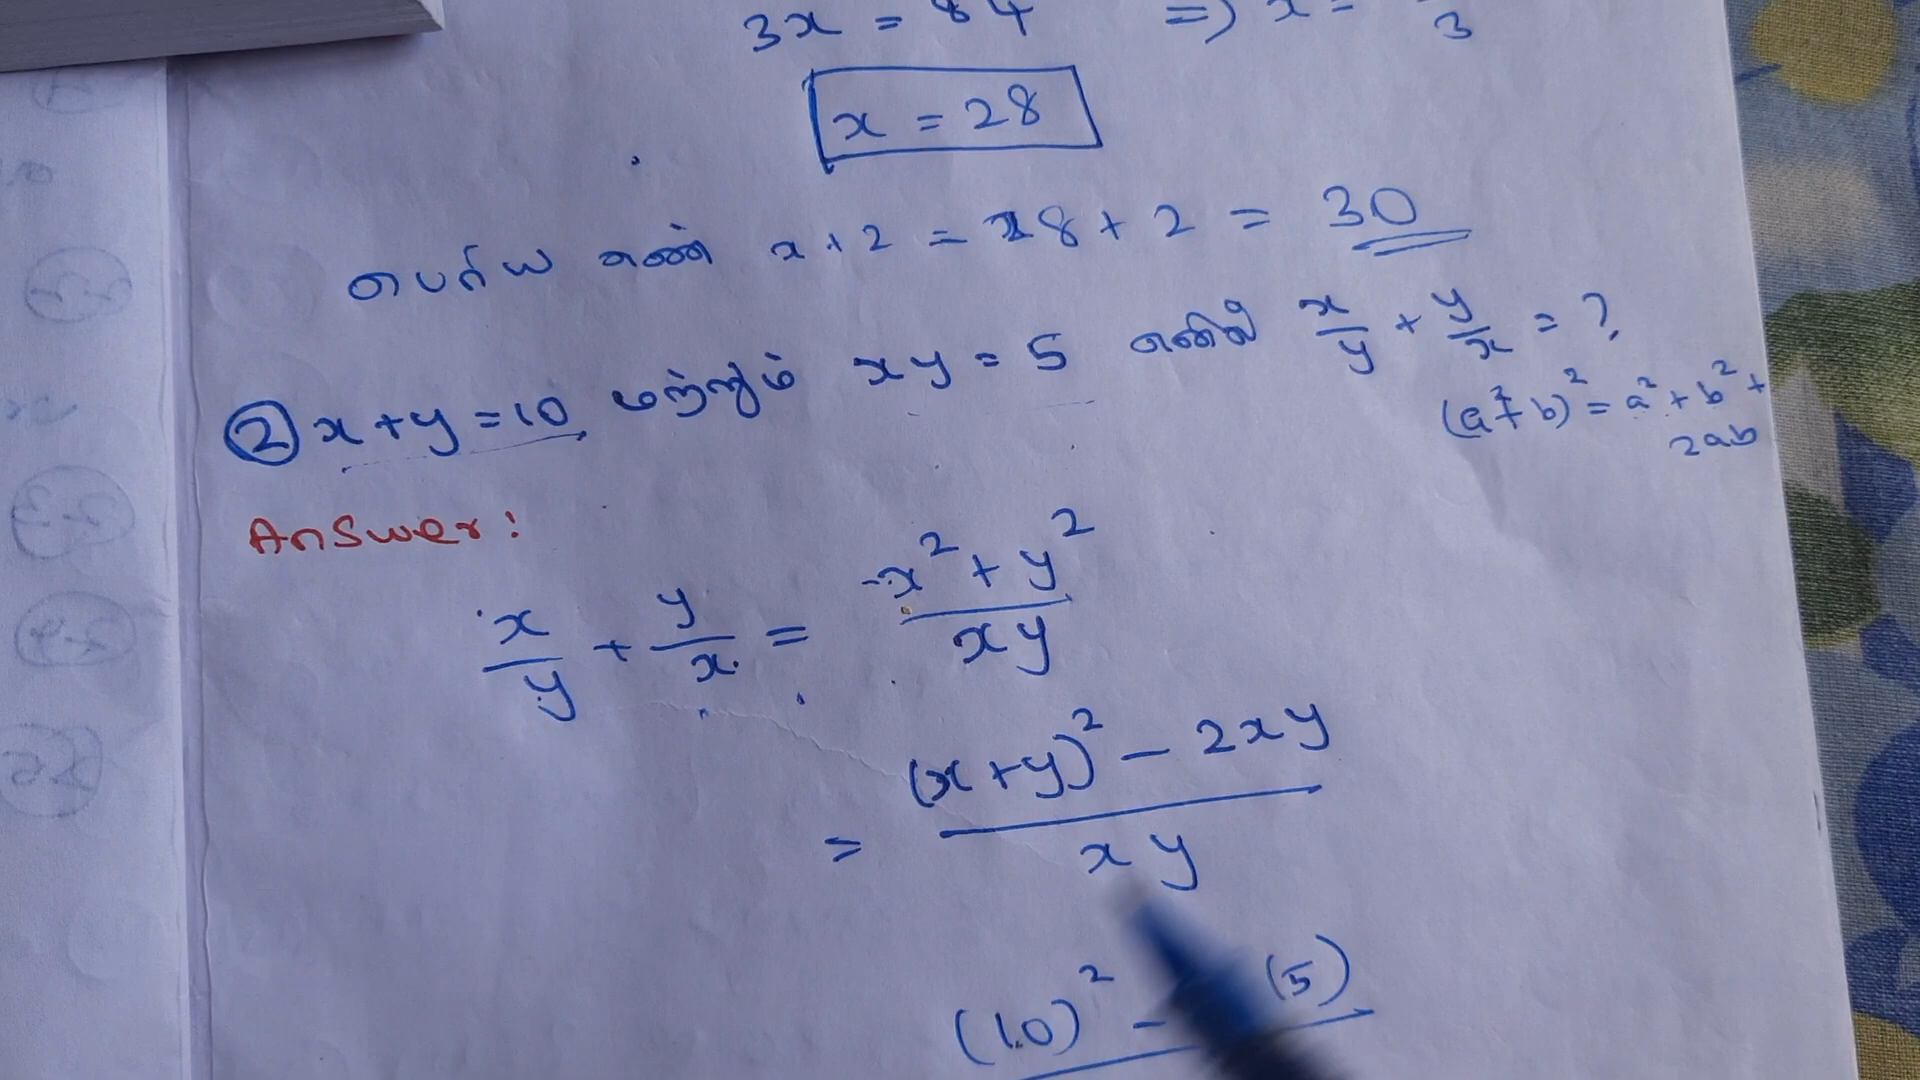 3x = 84 => x = 3
x = 28
பெரிய எண் x+2 = 28+2 = 30
② x+y=10 மற்றும் xy = 5 எனில் x/y + y/x = ?
(a+b)² = a² + b² +
2ab
Answer:
x/y + y/x = x² + y² / xy
= (x+y)² - 2xy / xy
(10)² - (5)